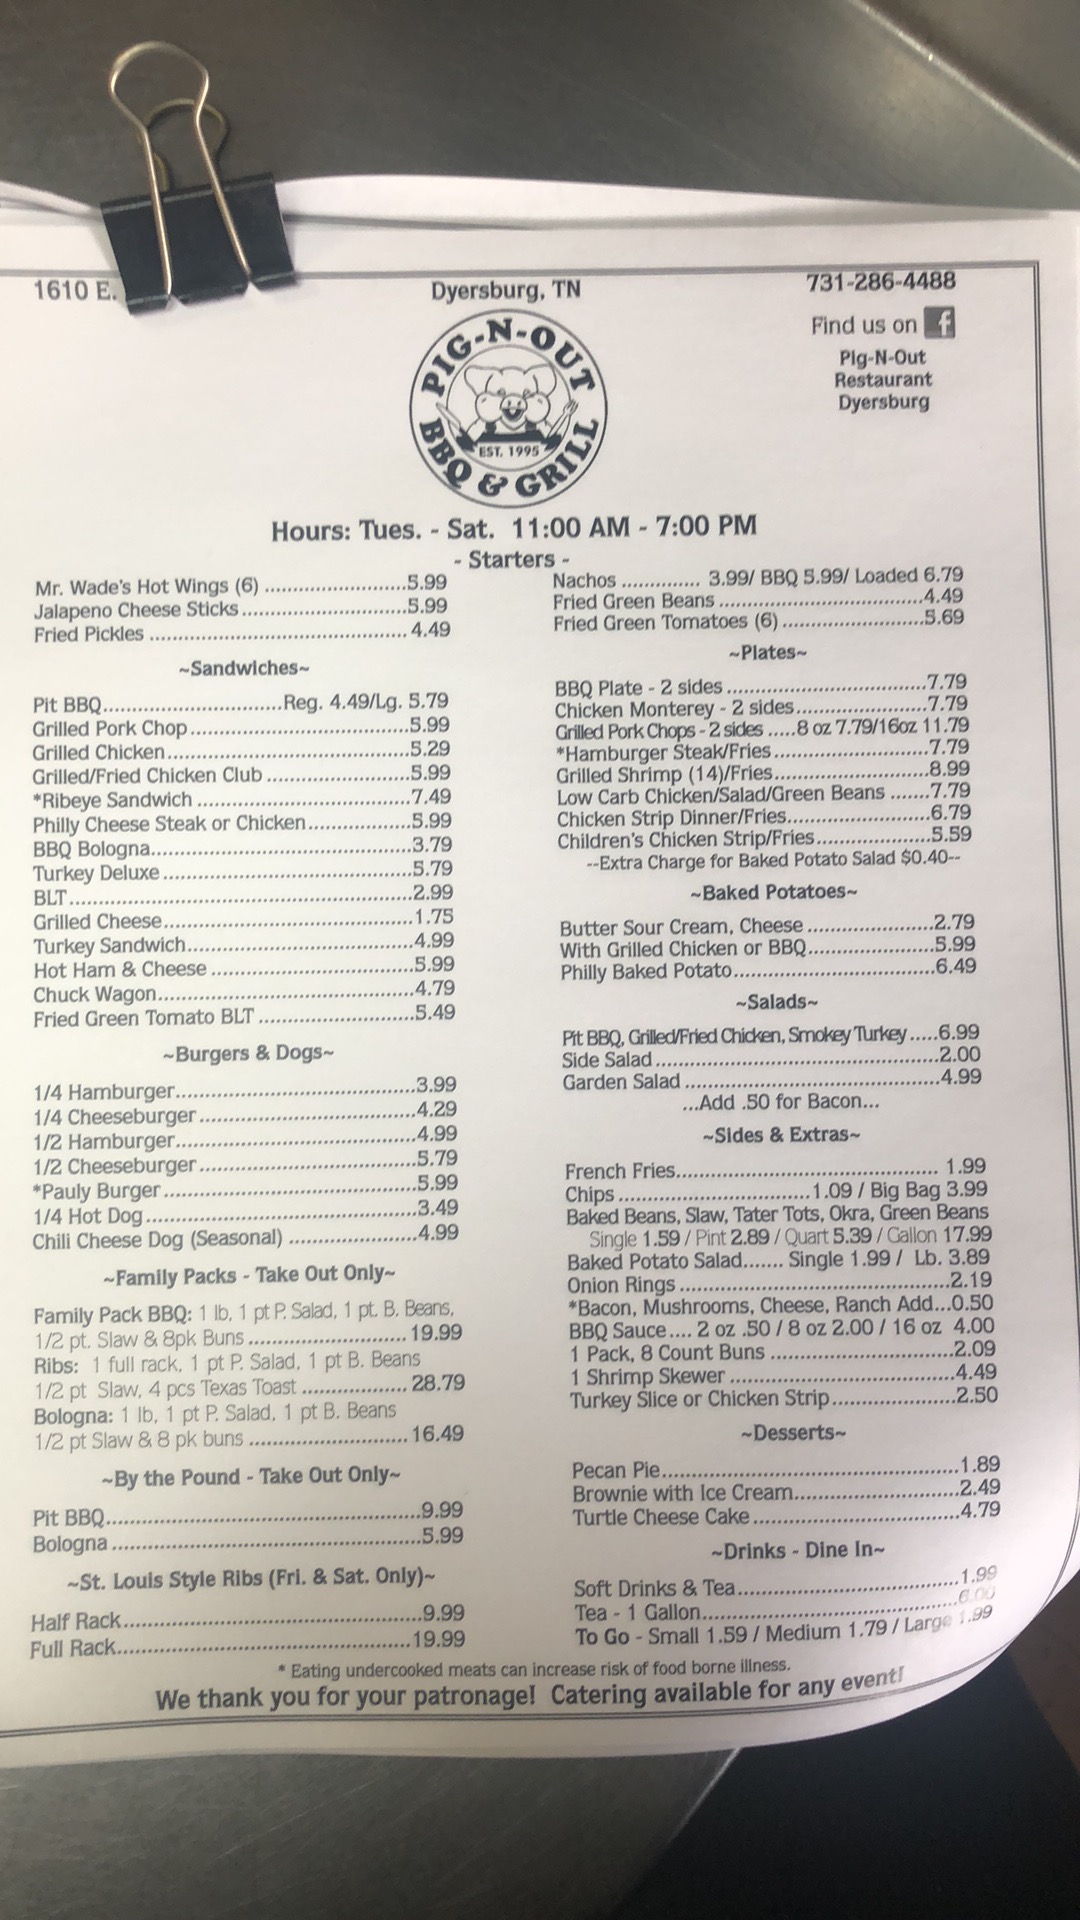 1610 E.
Dyersburg, TN
731-286-4488
Find us on f
Pig-N-Out
Restaurant
Dyersburg
PIG-N-OUT
EST. 1995
BBQ & GRILL
Hours: Tues. - Sat. 11:00 AM - 7:00 PM
- Starters -
Mr. Wade's Hot Wings (6) ........................5.99
Jalapeno Cheese Sticks............................5.99
Fried Pickles ............................................ 4.49
Nachos ............. 3.99/ BBQ 5.99/ Loaded 6.79
Fried Green Beans ...................................4.49
Fried Green Tomatoes (6) ........................5.69
~Sandwiches~
Pit BBQ...............................Reg. 4.49/Lg. 5.79
Grilled Pork Chop ......................................5.99
Grilled Chicken..........................................5.29
Grilled/Fried Chicken Club .........................5.99
*Ribeye Sandwich .....................................7.49
Philly Cheese Steak or Chicken..................5.99
BBQ Bologna.............................................3.79
Turkey Deluxe...........................................5.79
BLT............................................................2.99
Grilled Cheese...........................................1.75
Turkey Sandwich.......................................4.99
Hot Ham & Cheese ...................................5.99
Chuck Wagon............................................4.79
Fried Green Tomato BLT ...........................5.49
~Burgers & Dogs~
1/4 Hamburger..........................................3.99
1/4 Cheeseburger......................................4.29
1/2 Hamburger..........................................4.99
1/2 Cheeseburger......................................5.79
*Pauly Burger............................................5.99
1/4 Hot Dog...............................................3.49
Chili Cheese Dog (Seasonal) ......................4.99
~Family Packs - Take Out Only~
Family Pack BBQ: 1 lb, 1 pt P. Salad, 1 pt. B. Beans,
1/2 pt. Slaw & 8pk Buns ........................... 19.99
Ribs: 1 full rack, 1 pt P. Salad, 1 pt B. Beans
1/2 pt Slaw, 4 pcs Texas Toast .................. 28.79
Bologna: 1 lb, 1 pt P. Salad, 1 pt B. Beans
1/2 pt Slaw & 8 pk buns ........................... 16.49
~By the Pound - Take Out Only~
Pit BBQ......................................................9.99
Bologna.....................................................5.99
~St. Louis Style Ribs (Fri. & Sat. Only)~
Half Rack...................................................9.99
Full Rack..................................................19.99
~Plates~
BBQ Plate - 2 sides ..................................7.79
Chicken Monterey - 2 sides.......................7.79
Grilled Pork Chops - 2 sides .....8 oz 7.79/16oz 11.79
*Hamburger Steak/Fries...........................7.79
Grilled Shrimp (14)/Fries..........................8.99
Low Carb Chicken/Salad/Green Beans .......7.79
Chicken Strip Dinner/Fries........................6.79
Children's Chicken Strip/Fries....................5.59
--Extra Charge for Baked Potato Salad $0.40--
~Baked Potatoes~
Butter Sour Cream, Cheese ......................2.79
With Grilled Chicken or BBQ......................5.99
Philly Baked Potato...................................6.49
~Salads~
Pit BBQ, Grilled/Fried Chicken, Smokey Turkey .....6.99
Side Salad.................................................2.00
Garden Salad ............................................4.99
...Add .50 for Bacon...
~Sides & Extras~
French Fries............................................. 1.99
Chips .................................1.09 / Big Bag 3.99
Baked Beans, Slaw, Tater Tots, Okra, Green Beans
Single 1.59 / Pint 2.89 / Quart 5.39 / Gallon 17.99
Baked Potato Salad....... Single 1.99 / Lb. 3.89
Onion Rings ..............................................2.19
*Bacon, Mushrooms, Cheese, Ranch Add...0.50
BBQ Sauce.... 2 oz .50 / 8 oz 2.00 / 16 oz 4.00
1 Pack, 8 Count Buns ...............................2.09
1 Shrimp Skewer ......................................4.49
Turkey Slice or Chicken Strip.....................2.50
~Desserts~
Pecan Pie...................................................1.89
Brownie with Ice Cream............................2.49
Turtle Cheese Cake...................................4.79
~Drinks - Dine In~
Soft Drinks & Tea......................................1.99
Tea - 1 Gallon............................................6.00
To Go - Small 1.59 / Medium 1.79 / Large 1.99
* Eating undercooked meats can increase risk of food borne illness.
We thank you for your patronage! Catering available for any event!